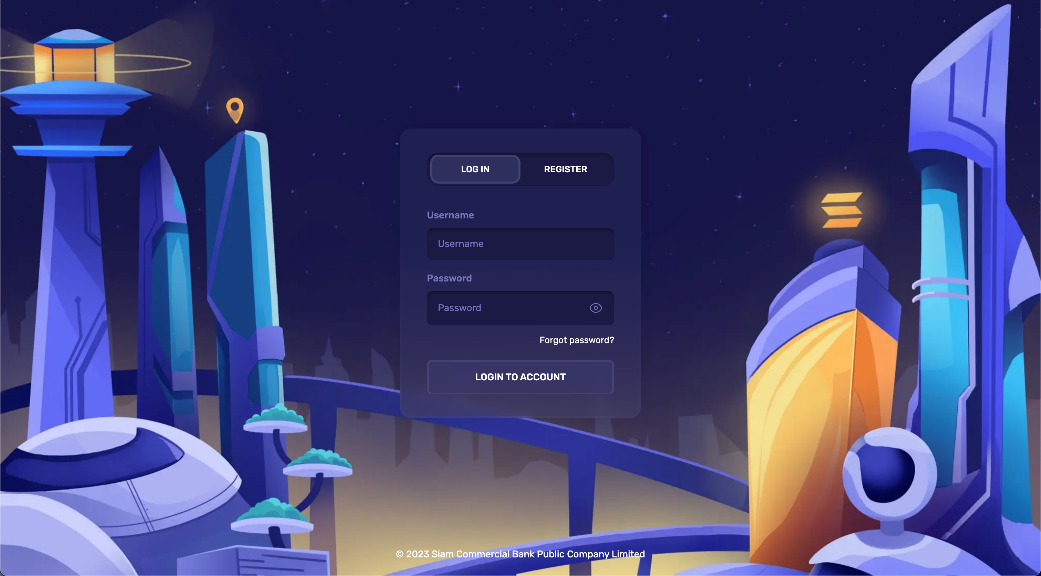 LOG IN
REGISTER
Username
Username
Password
Password
Forgot password?
LOGIN TO ACCOUNT
© 2023 Siam Commercial Bank Public Company Limited